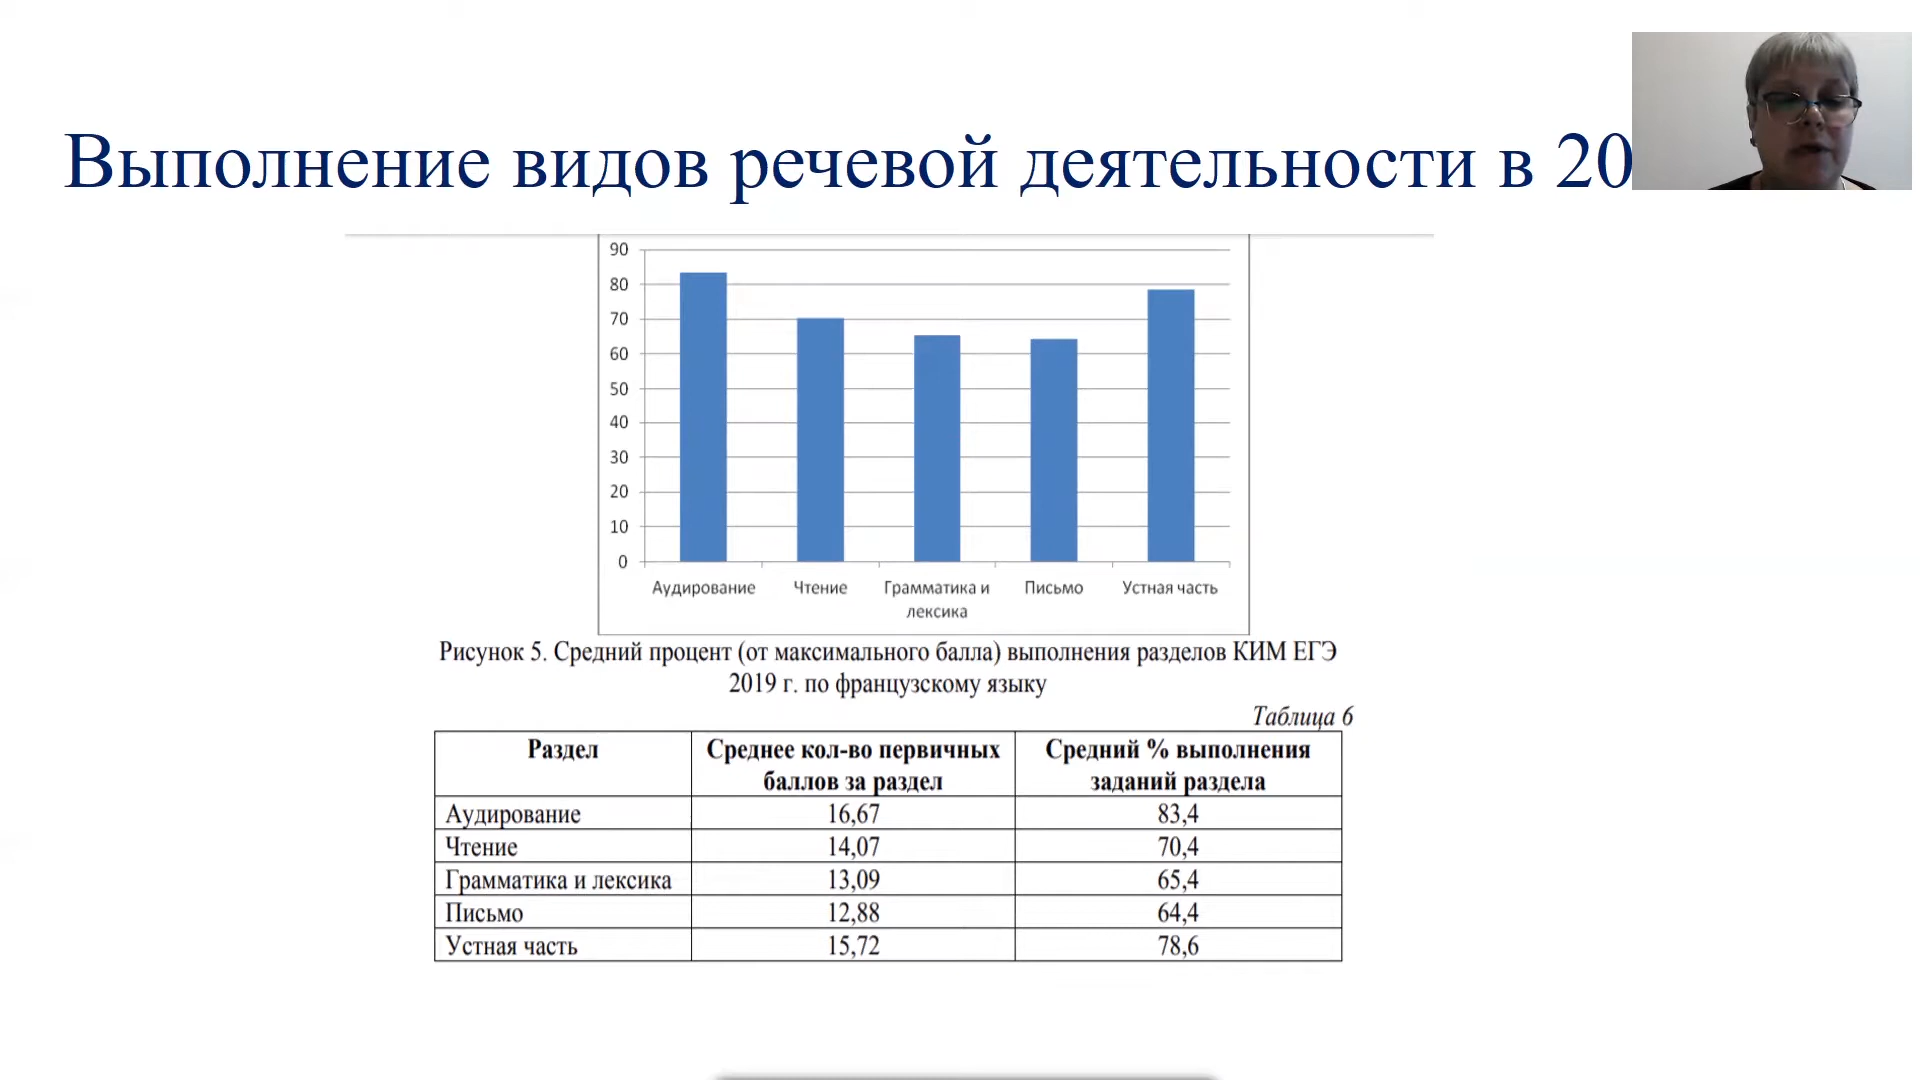 Выполнение видов речевой деятельности в 20
90
80
70
60
50
40
30
20
10
0
Аудирование Чтение Грамматика и лексика Письмо Устная часть
Рисунок 5. Средний процент (от максимального балла) выполнения разделов КИМ ЕГЭ
2019 г. по французскому языку
Таблица 6
Раздел Среднее кол-во первичных баллов за раздел Средний % выполнения заданий раздела
Аудирование 16,67 83,4
Чтение 14,07 70,4
Грамматика и лексика 13,09 65,4
Письмо 12,88 64,4
Устная часть 15,72 78,6